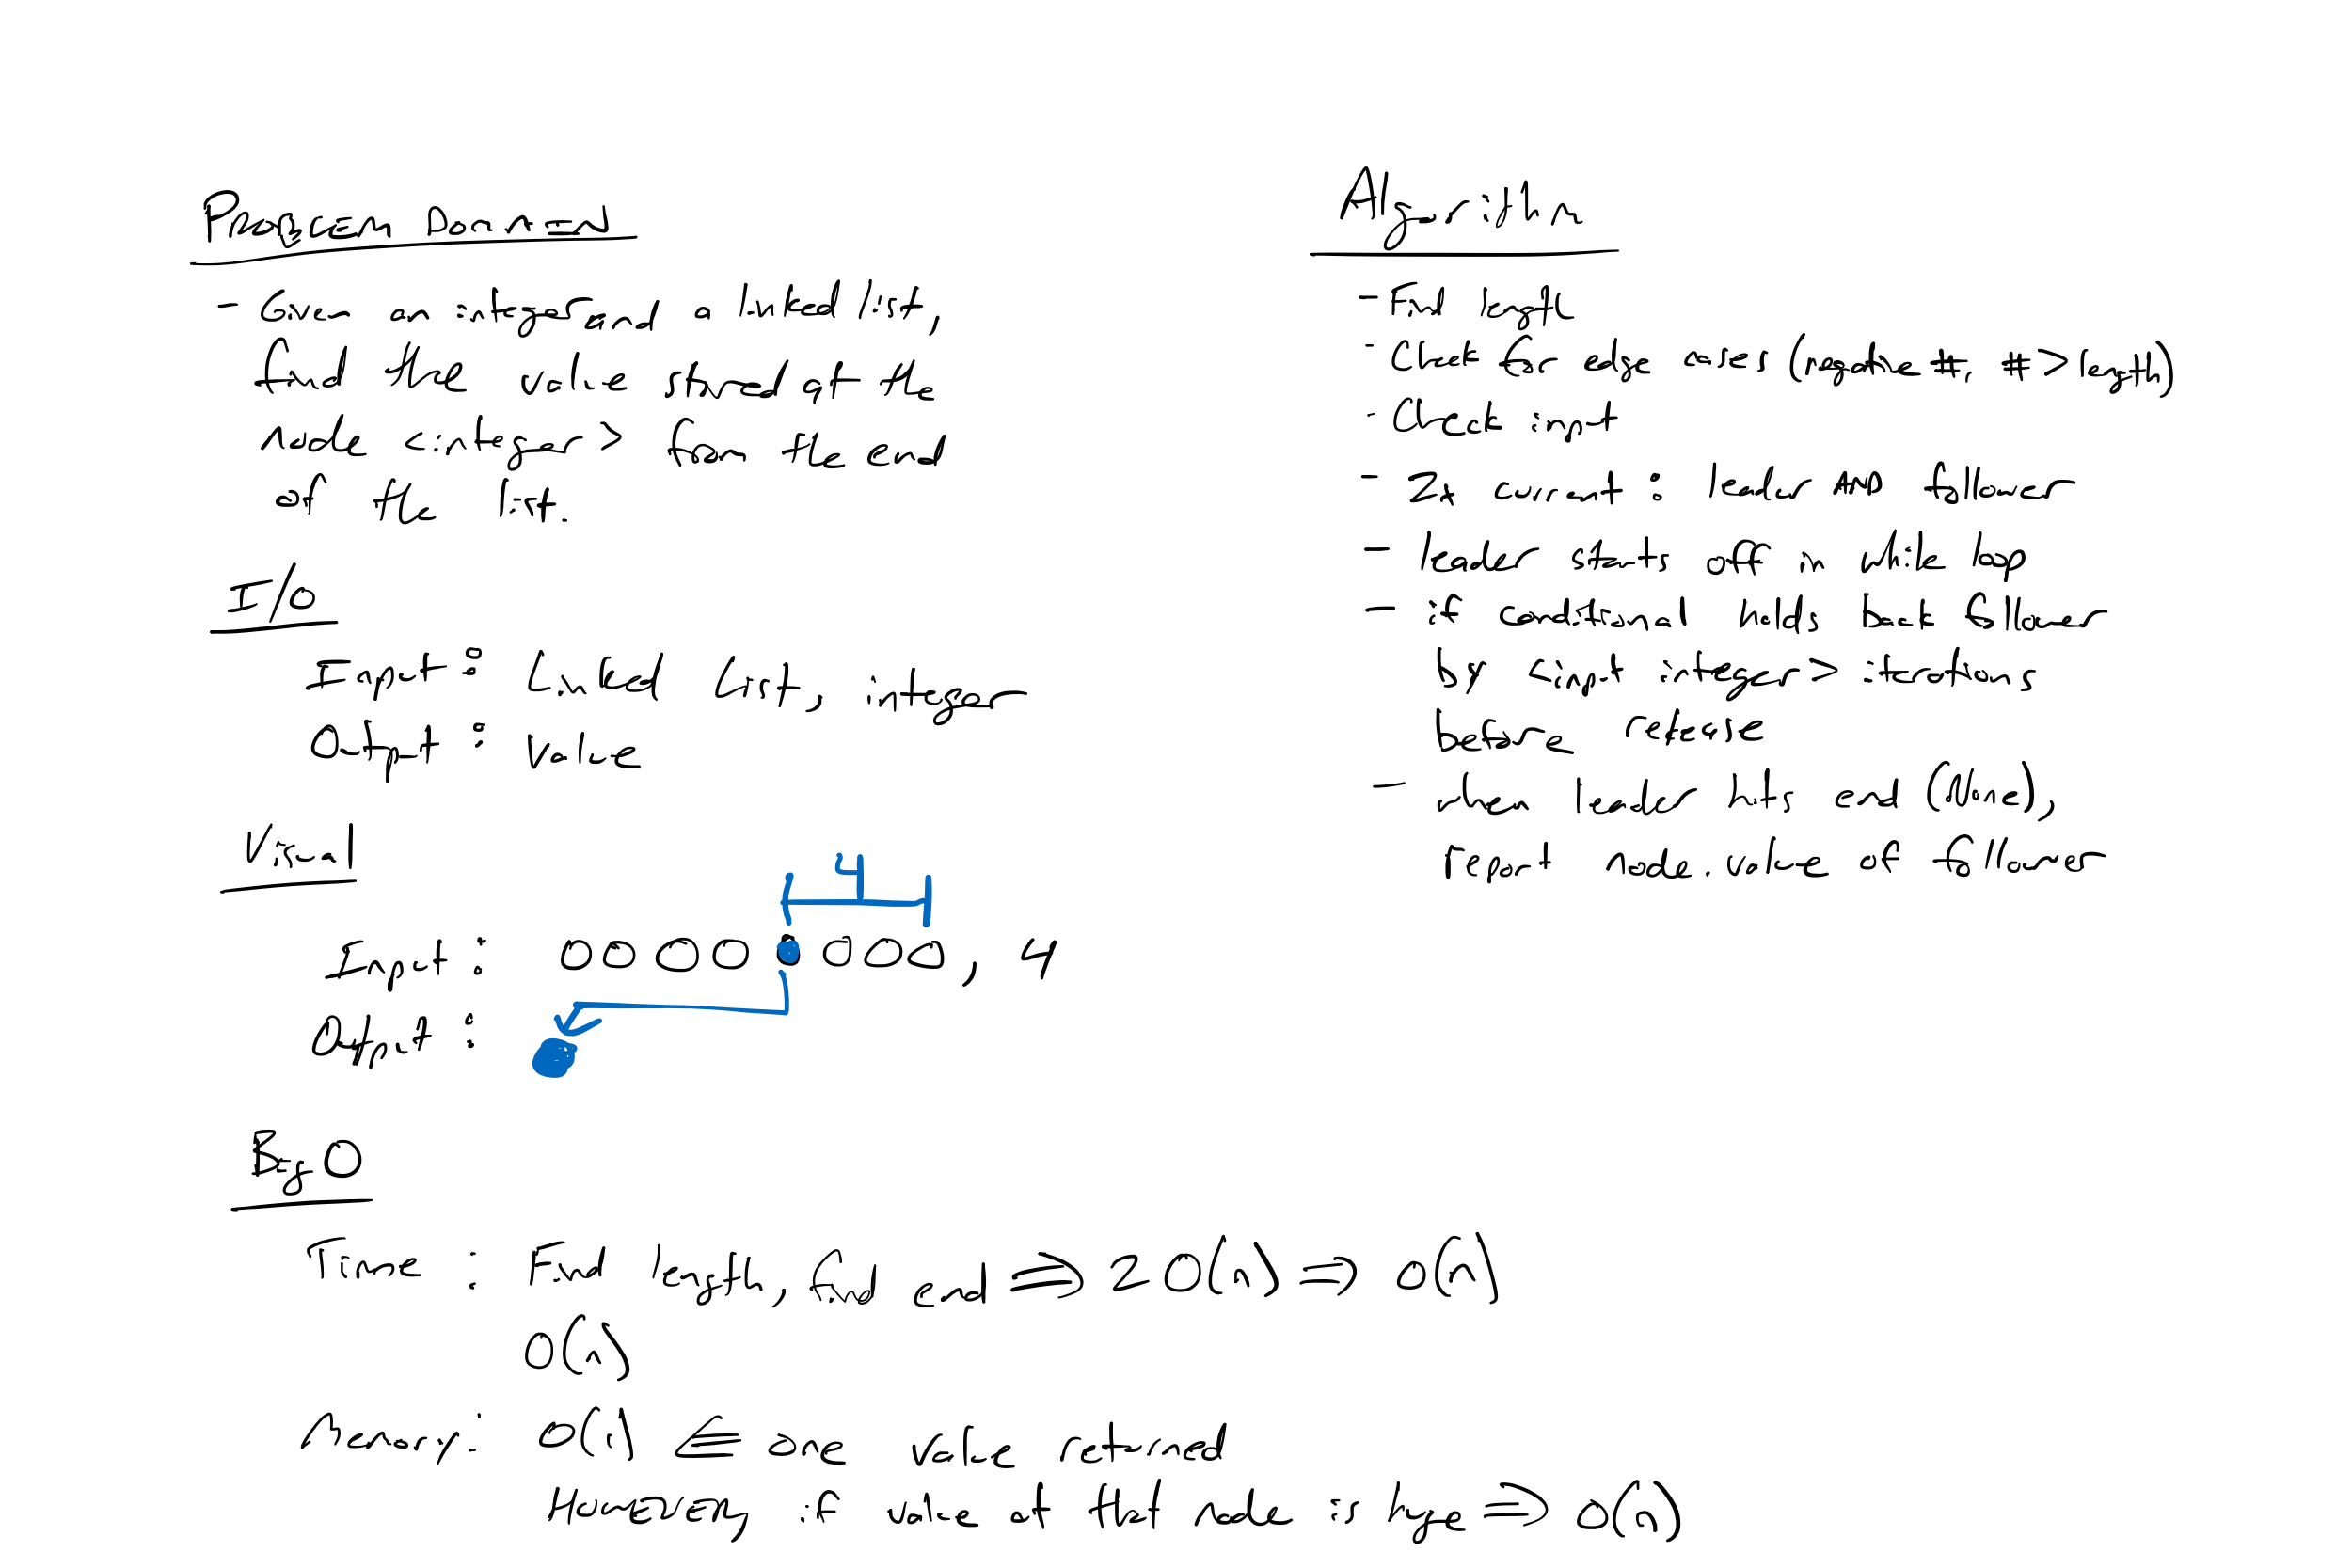 PROBLEM DOMAIN
- Given an integer and a linked list,
find the value stored at the
node <integer> from the end
of the list.
I/O
Input: Linked List, integer
Output: Value
Visual
4
Input: OOOOOOOO, 4
Output:
Big O
Time: Find length, find end => 2 O(n) => O(n)
O(n)
Memory: O(1) <= one value returned
HOWEVER, if value at that node is huge => O(n)
Algorithm
- Find length
- Check for edge cases (negative #, # > length)
- Check input
- 2x current: leader AND follower
- leader starts off in while loop
- if conditional holds back follower
by <input integer> iterations
before release
- when leader hits end (None),
report node.value of follower